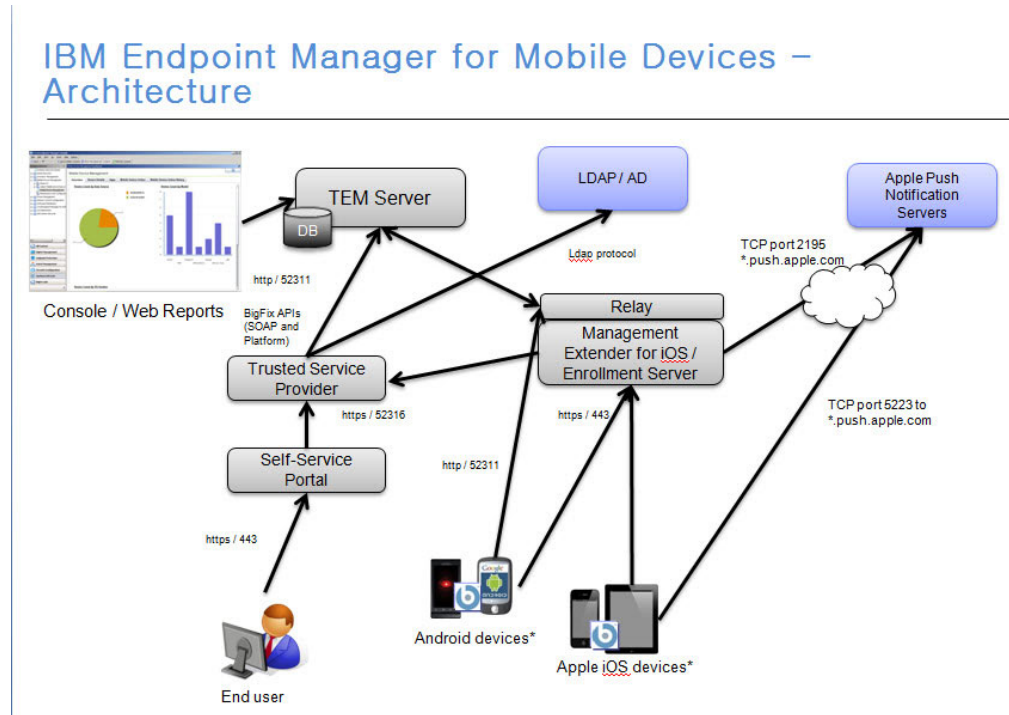 IBM Endpoint Manager for Mobile Devices –
Architecture
TEM Server
DB
LDAP / AD
Apple Push
Notification
Servers
Console / Web Reports
http / 52311
Ldap protocol
TCP port 2195
*.push.apple.com
BigFix APIs
(SOAP and
Platform)
Relay
Management
Extender for iOS /
Enrollment Server
Trusted Service
Provider
https / 52316
https / 443
TCP port 5223 to
*.push.apple.com
Self-Service
Portal
http / 52311
https / 443
Google
Android devices*
Apple iOS devices*
End user